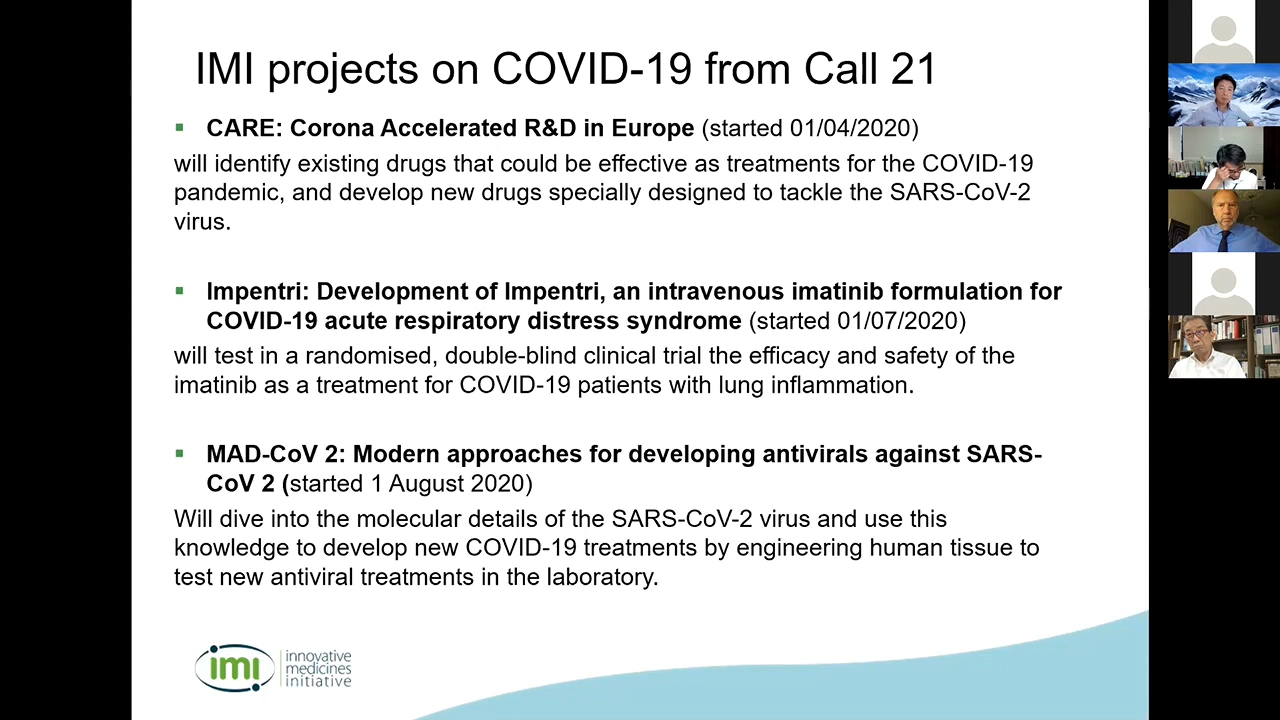 IMI projects on COVID-19 from Call 21
CARE: Corona Accelerated R&D in Europe (started 01/04/2020)
will identify existing drugs that could be effective as treatments for the COVID-19
pandemic, and develop new drugs specially designed to tackle the SARS-CoV-2
virus.
Impentri: Development of Impentri, an intravenous imatinib formulation for
COVID-19 acute respiratory distress syndrome (started 01/07/2020)
will test in a randomised, double-blind clinical trial the efficacy and safety of the
imatinib as a treatment for COVID-19 patients with lung inflammation.
MAD-CoV 2: Modern approaches for developing antivirals against SARS-
CoV 2 (started 1 August 2020)
Will dive into the molecular details of the SARS-CoV-2 virus and use this
knowledge to develop new COVID-19 treatments by engineering human tissue to
test new antiviral treatments in the laboratory.
imi
innovative
medicines
initiative